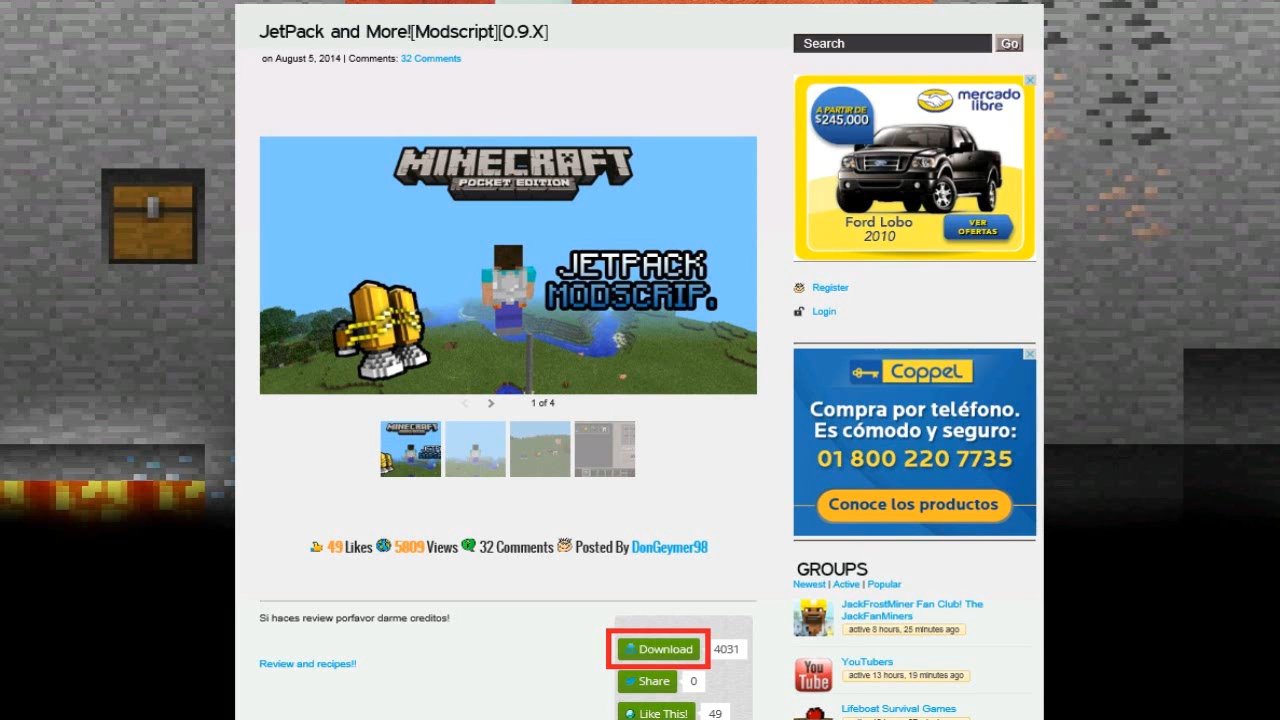 JetPack and More![Modscript][0.9.X]
on August 5, 2014 | Comments: 32 Comments
MINECRAFT
POCKET EDITION
JETPACK
MODSCRIP.
1 of 4
49 Likes 5809 Views 32 Comments Posted By DonGeymer98
Si haces review porfavor darme creditos!
Review and recipes!!
Download 4031
Share 0
Like This! 49
Search Go
A PARTIR DE
$245,000
mercado
libre
Ford Lobo
2010
VER
OFERTAS
Register
Login
Coppel
Compra por teléfono.
Es cómodo y seguro:
01 800 220 7735
Conoce los productos
GROUPS
Newest | Active | Popular
JackFrostMiner Fan Club! The
JackFanMiners
active 8 hours, 25 minutes ago
You
Tube
YouTubers
active 13 hours, 19 minutes ago
Lifeboat Survival Games